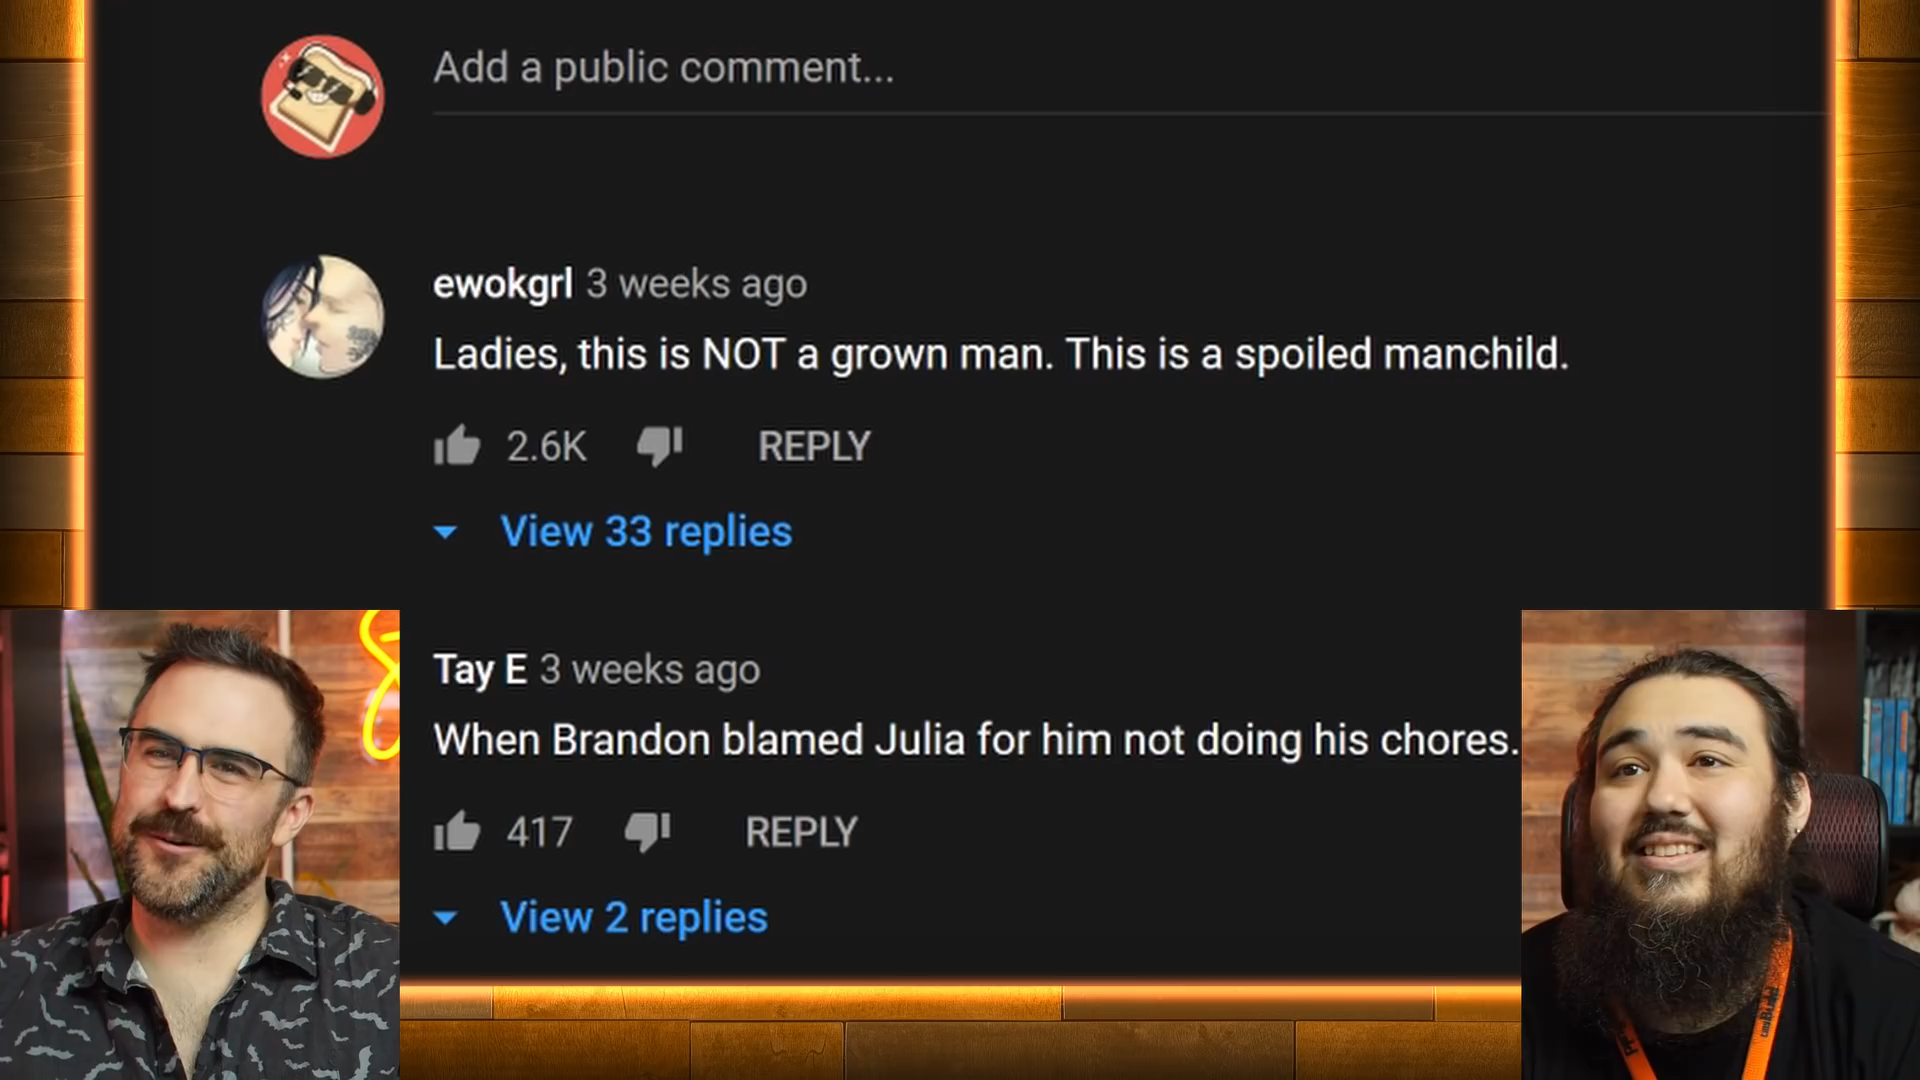 Add a public comment...
ewokgrl 3 weeks ago
Ladies, this is NOT a grown man. This is a spoiled manchild.
2.6K REPLY
View 33 replies
Tay E 3 weeks ago
When Brandon blamed Julia for him not doing his chores.
417 REPLY
View 2 replies